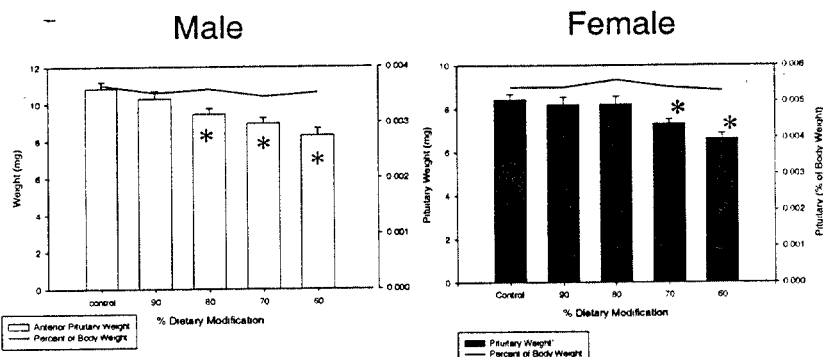 Male
12
10
8
6
4
2
0
Weight (mg)
0.004
0.003
0.002
0.001
0.000
*
*
*
control 90 80 70 60
% Dietary Modification
Anterior Pituitary Weight
Percent of Body Weight
Female
10
8
6
4
2
0
Pituitary Weight (mg)
0.006
0.005
0.004
0.003
0.002
0.001
0.000
Pituitary (% of Body Weight)
*
*
Control 90 80 70 60
% Dietary Modification
Pituitary Weight
Percent of Body Weight